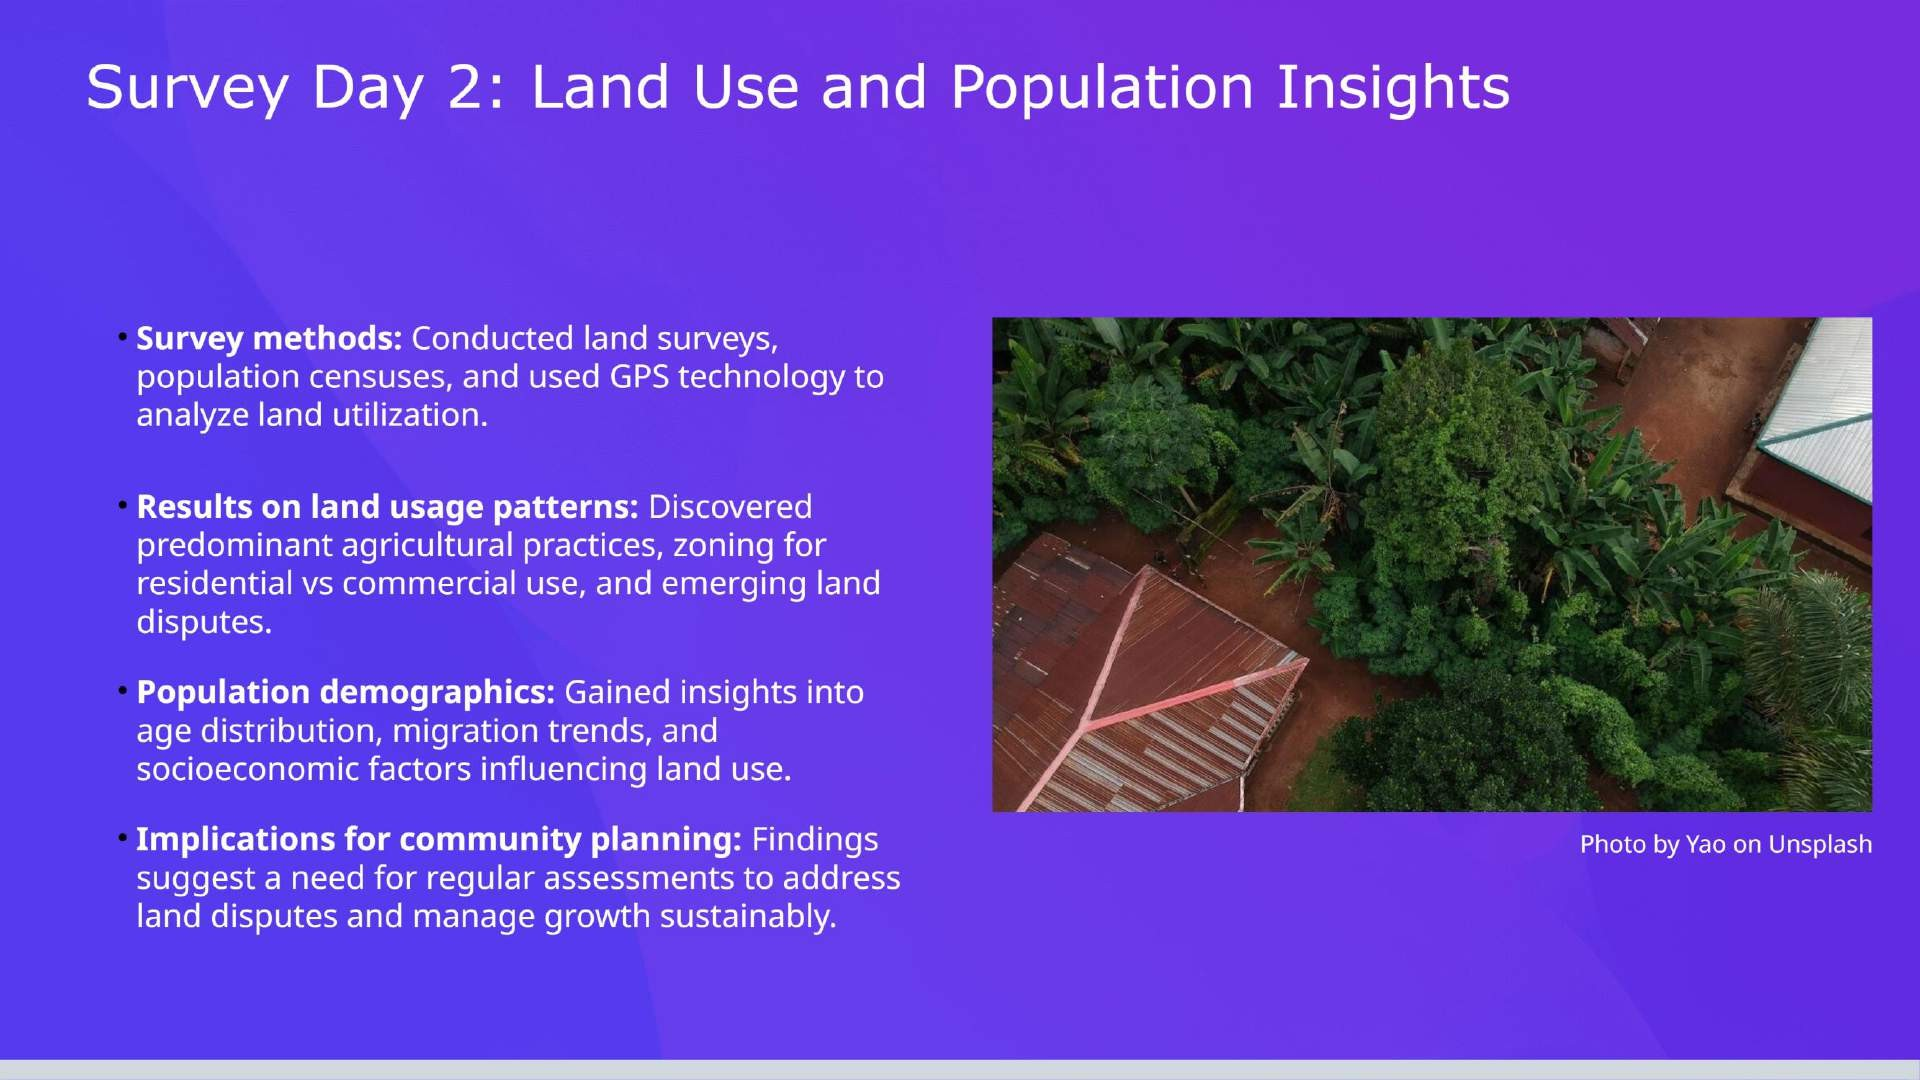 Survey Day 2: Land Use and Population Insights
• Survey methods: Conducted land surveys,
population censuses, and used GPS technology to
analyze land utilization.
• Results on land usage patterns: Discovered
predominant agricultural practices, zoning for
residential vs commercial use, and emerging land
disputes.
• Population demographics: Gained insights into
age distribution, migration trends, and
socioeconomic factors influencing land use.
• Implications for community planning: Findings
suggest a need for regular assessments to address
land disputes and manage growth sustainably.
Photo by Yao on Unsplash